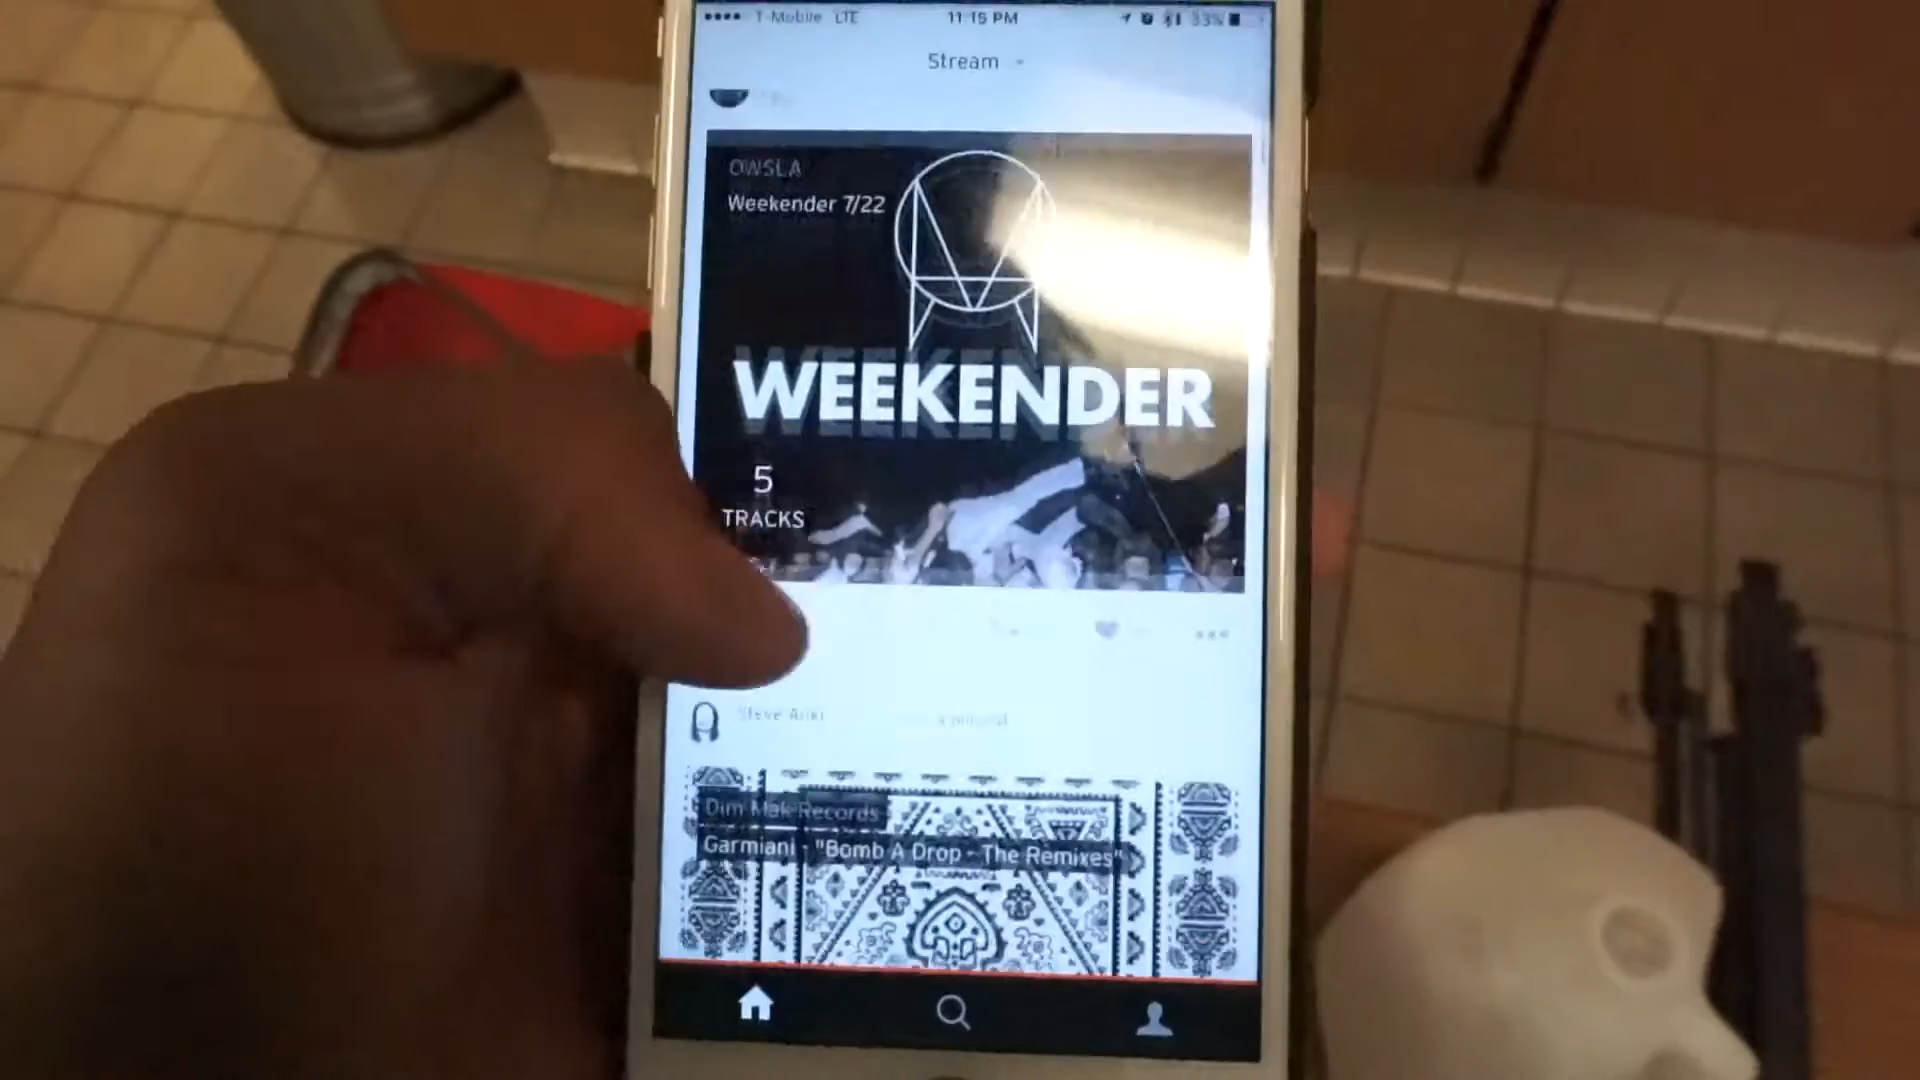 T-Mobile LTE 11:15 PM 33%
Stream
OWSLA
Weekender 7/22
WEEKENDER
5
TRACKS
Steve Aoki
Dim Mak Records
Garmiani - "Bomb A Drop - The Remixes"